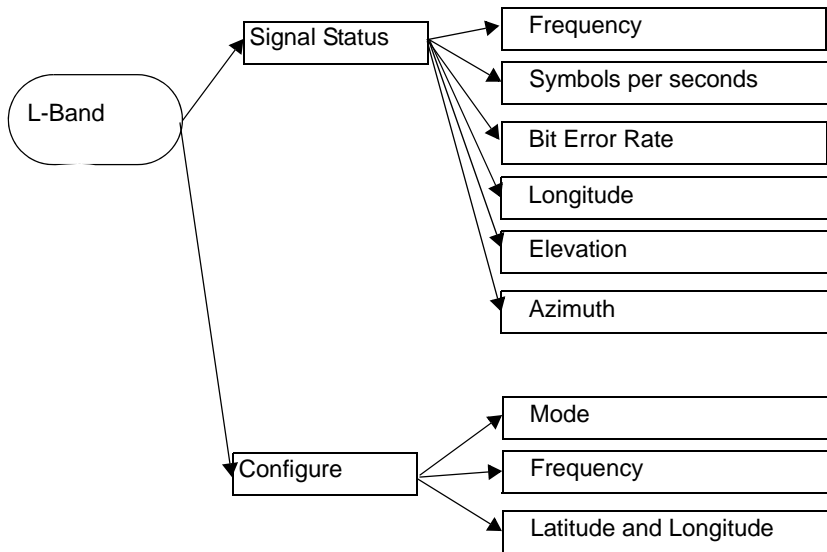 L-Band
Signal Status
Frequency
Symbols per seconds
Bit Error Rate
Longitude
Elevation
Azimuth
Configure
Mode
Frequency
Latitude and Longitude